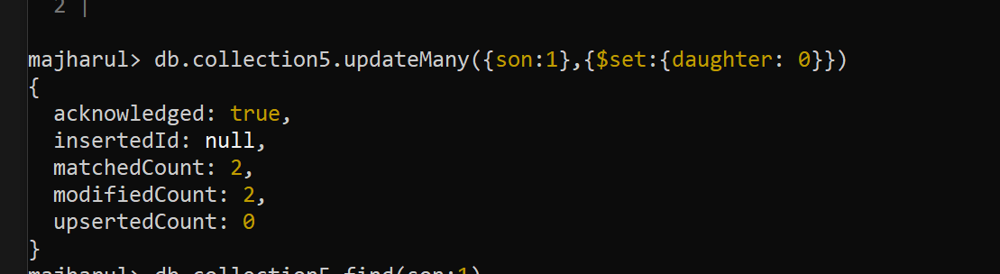 2 |
majharul> db.collection5.updateMany({son:1},{$set:{daughter: 0}})
{
  acknowledged: true,
  insertedId: null,
  matchedCount: 2,
  modifiedCount: 2,
  upsertedCount: 0
}
majharul> db.collection5.find(son:1)